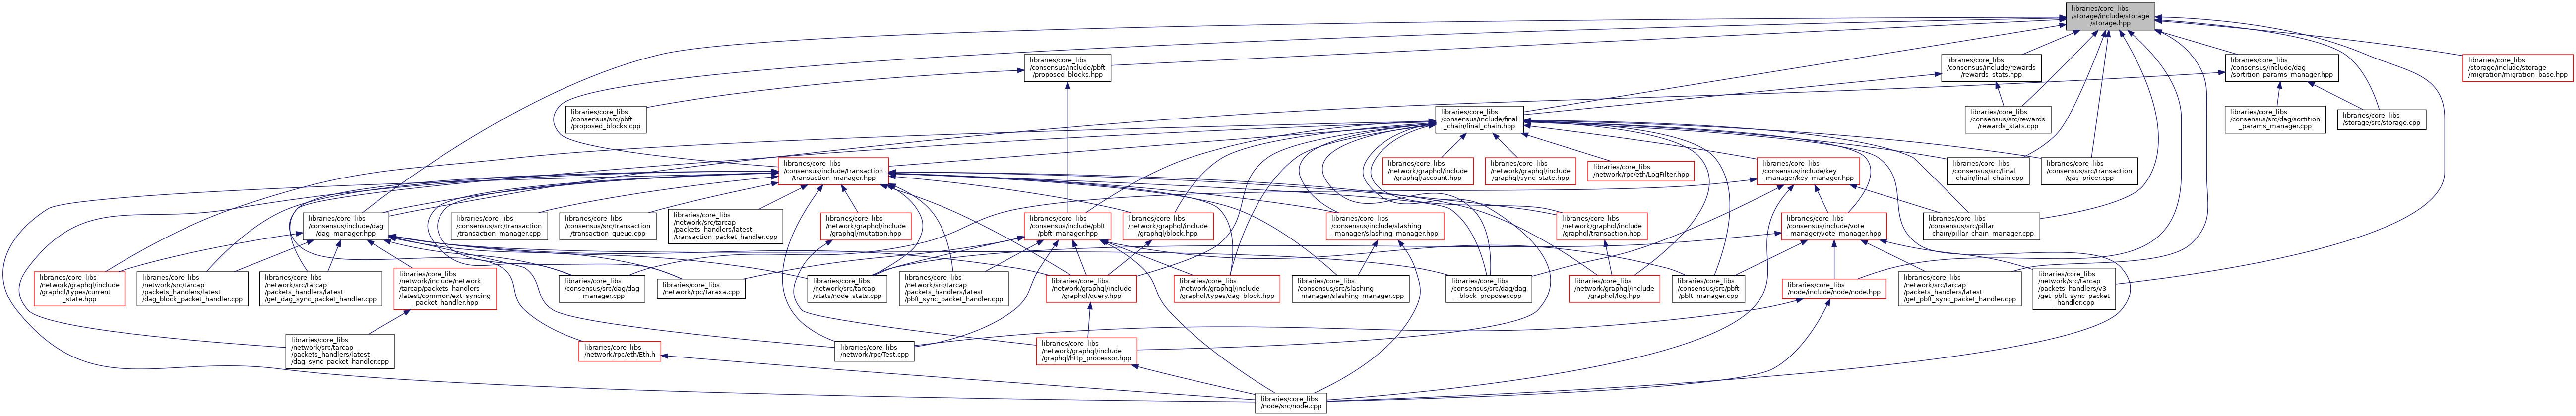 libraries/core_libs
/storage/include/storage
/storage.hpp
libraries/core_libs
/consensus/include/pbft
/proposed_blocks.hpp
libraries/core_libs
/consensus/include/rewards
/rewards_stats.hpp
libraries/core_libs
/consensus/include/dag
/sortition_params_manager.hpp
libraries/core_libs
/storage/include/storage
/migration/migration_base.hpp
libraries/core_libs
/consensus/src/pbft
/proposed_blocks.cpp
libraries/core_libs
/consensus/include/final
_chain/final_chain.hpp
libraries/core_libs
/consensus/src/rewards
/rewards_stats.cpp
libraries/core_libs
/consensus/src/dag/sortition
_params_manager.cpp
libraries/core_libs
/storage/src/storage.cpp
libraries/core_libs
/consensus/include/transaction
/transaction_manager.hpp
libraries/core_libs
/network/graphql/include
/graphql/account.hpp
libraries/core_libs
/network/graphql/include
/graphql/sync_state.hpp
libraries/core_libs
/network/rpc/eth/LogFilter.hpp
libraries/core_libs
/consensus/include/key
_manager/key_manager.hpp
libraries/core_libs
/consensus/src/final
_chain/final_chain.cpp
libraries/core_libs
/consensus/src/transaction
/gas_pricer.cpp
libraries/core_libs
/consensus/include/dag
/dag_manager.hpp
libraries/core_libs
/consensus/src/transaction
/transaction_manager.cpp
libraries/core_libs
/consensus/src/transaction
/transaction_queue.cpp
libraries/core_libs
/network/src/tarcap
/packets_handlers/latest
/transaction_packet_handler.cpp
libraries/core_libs
/network/graphql/include
/graphql/mutation.hpp
libraries/core_libs
/consensus/include/pbft
/pbft_manager.hpp
libraries/core_libs
/network/graphql/include
/graphql/block.hpp
libraries/core_libs
/consensus/include/slashing
_manager/slashing_manager.hpp
libraries/core_libs
/network/graphql/include
/graphql/transaction.hpp
libraries/core_libs
/consensus/include/vote
_manager/vote_manager.hpp
libraries/core_libs
/consensus/src/pillar
_chain/pillar_chain_manager.cpp
libraries/core_libs
/network/graphql/include
/graphql/types/current
_state.hpp
libraries/core_libs
/network/src/tarcap
/packets_handlers/latest
/dag_block_packet_handler.cpp
libraries/core_libs
/network/src/tarcap
/packets_handlers/latest
/get_dag_sync_packet_handler.cpp
libraries/core_libs
/network/include/network
/tarcap/packets_handlers
/latest/common/ext_syncing
_packet_handler.hpp
libraries/core_libs
/consensus/src/dag/dag
_manager.cpp
libraries/core_libs
/network/rpc/Taraxa.cpp
libraries/core_libs
/network/src/tarcap
/stats/node_stats.cpp
libraries/core_libs
/network/src/tarcap
/packets_handlers/latest
/pbft_sync_packet_handler.cpp
libraries/core_libs
/network/graphql/include
/graphql/query.hpp
libraries/core_libs
/network/graphql/include
/graphql/types/dag_block.hpp
libraries/core_libs
/consensus/src/slashing
_manager/slashing_manager.cpp
libraries/core_libs
/consensus/src/dag/dag
_block_proposer.cpp
libraries/core_libs
/network/graphql/include
/graphql/log.hpp
libraries/core_libs
/consensus/src/pbft
/pbft_manager.cpp
libraries/core_libs
/node/include/node/node.hpp
libraries/core_libs
/network/src/tarcap
/packets_handlers/latest
/get_pbft_sync_packet_handler.cpp
libraries/core_libs
/network/src/tarcap
/packets_handlers/v3
/get_pbft_sync_packet
_handler.cpp
libraries/core_libs
/network/src/tarcap
/packets_handlers/latest
/dag_sync_packet_handler.cpp
libraries/core_libs
/network/rpc/eth/Eth.h
libraries/core_libs
/network/rpc/Test.cpp
libraries/core_libs
/network/graphql/include
/graphql/http_processor.hpp
libraries/core_libs
/node/src/node.cpp